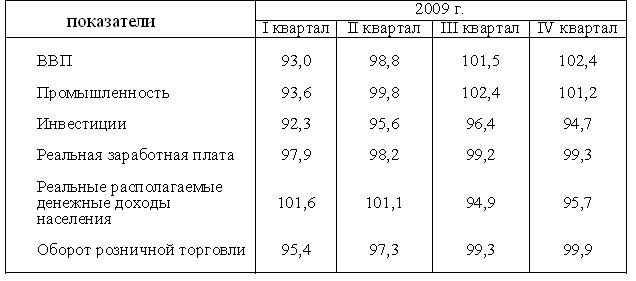 показатели 2009 г.
I квартал II квартал III квартал IV квартал
ВВП 93,0 98,8 101,5 102,4
Промышленность 93,6 99,8 102,4 101,2
Инвестиции 92,3 95,6 96,4 94,7
Реальная заработная плата 97,9 98,2 99,2 99,3
Реальные располагаемые
денежные доходы 101,6 101,1 94,9 95,7
населения
Оборот розничной торговли 95,4 97,3 99,3 99,9